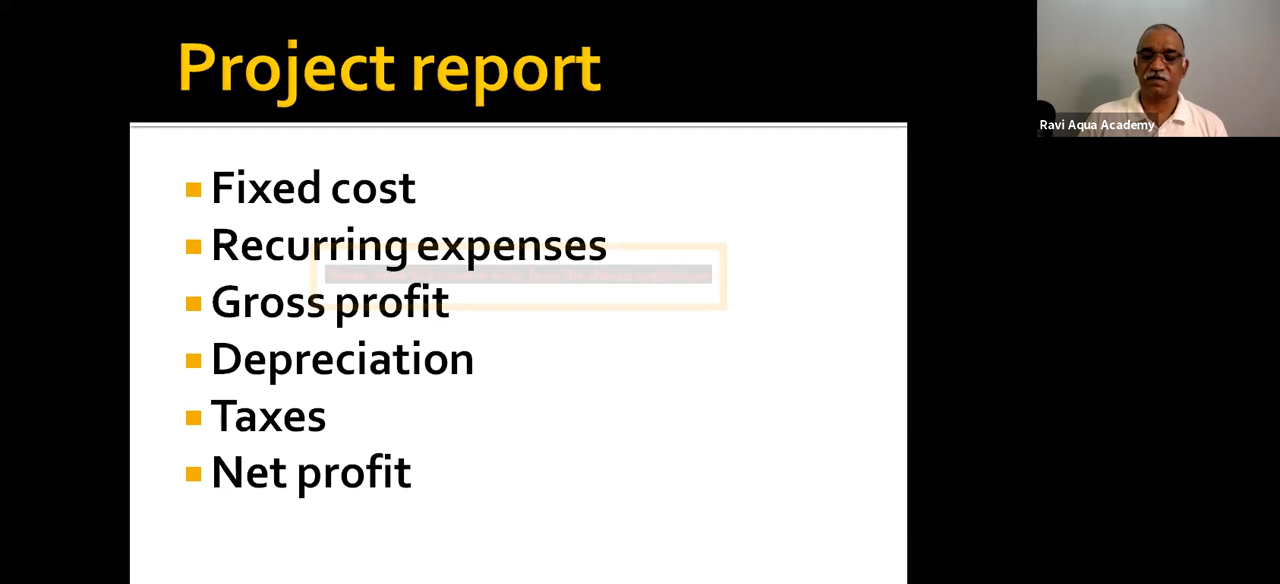 Project report
Ravi Aqua Academy
Fixed cost
Recurring expenses
Gross profit
Depreciation
Taxes
Net profit